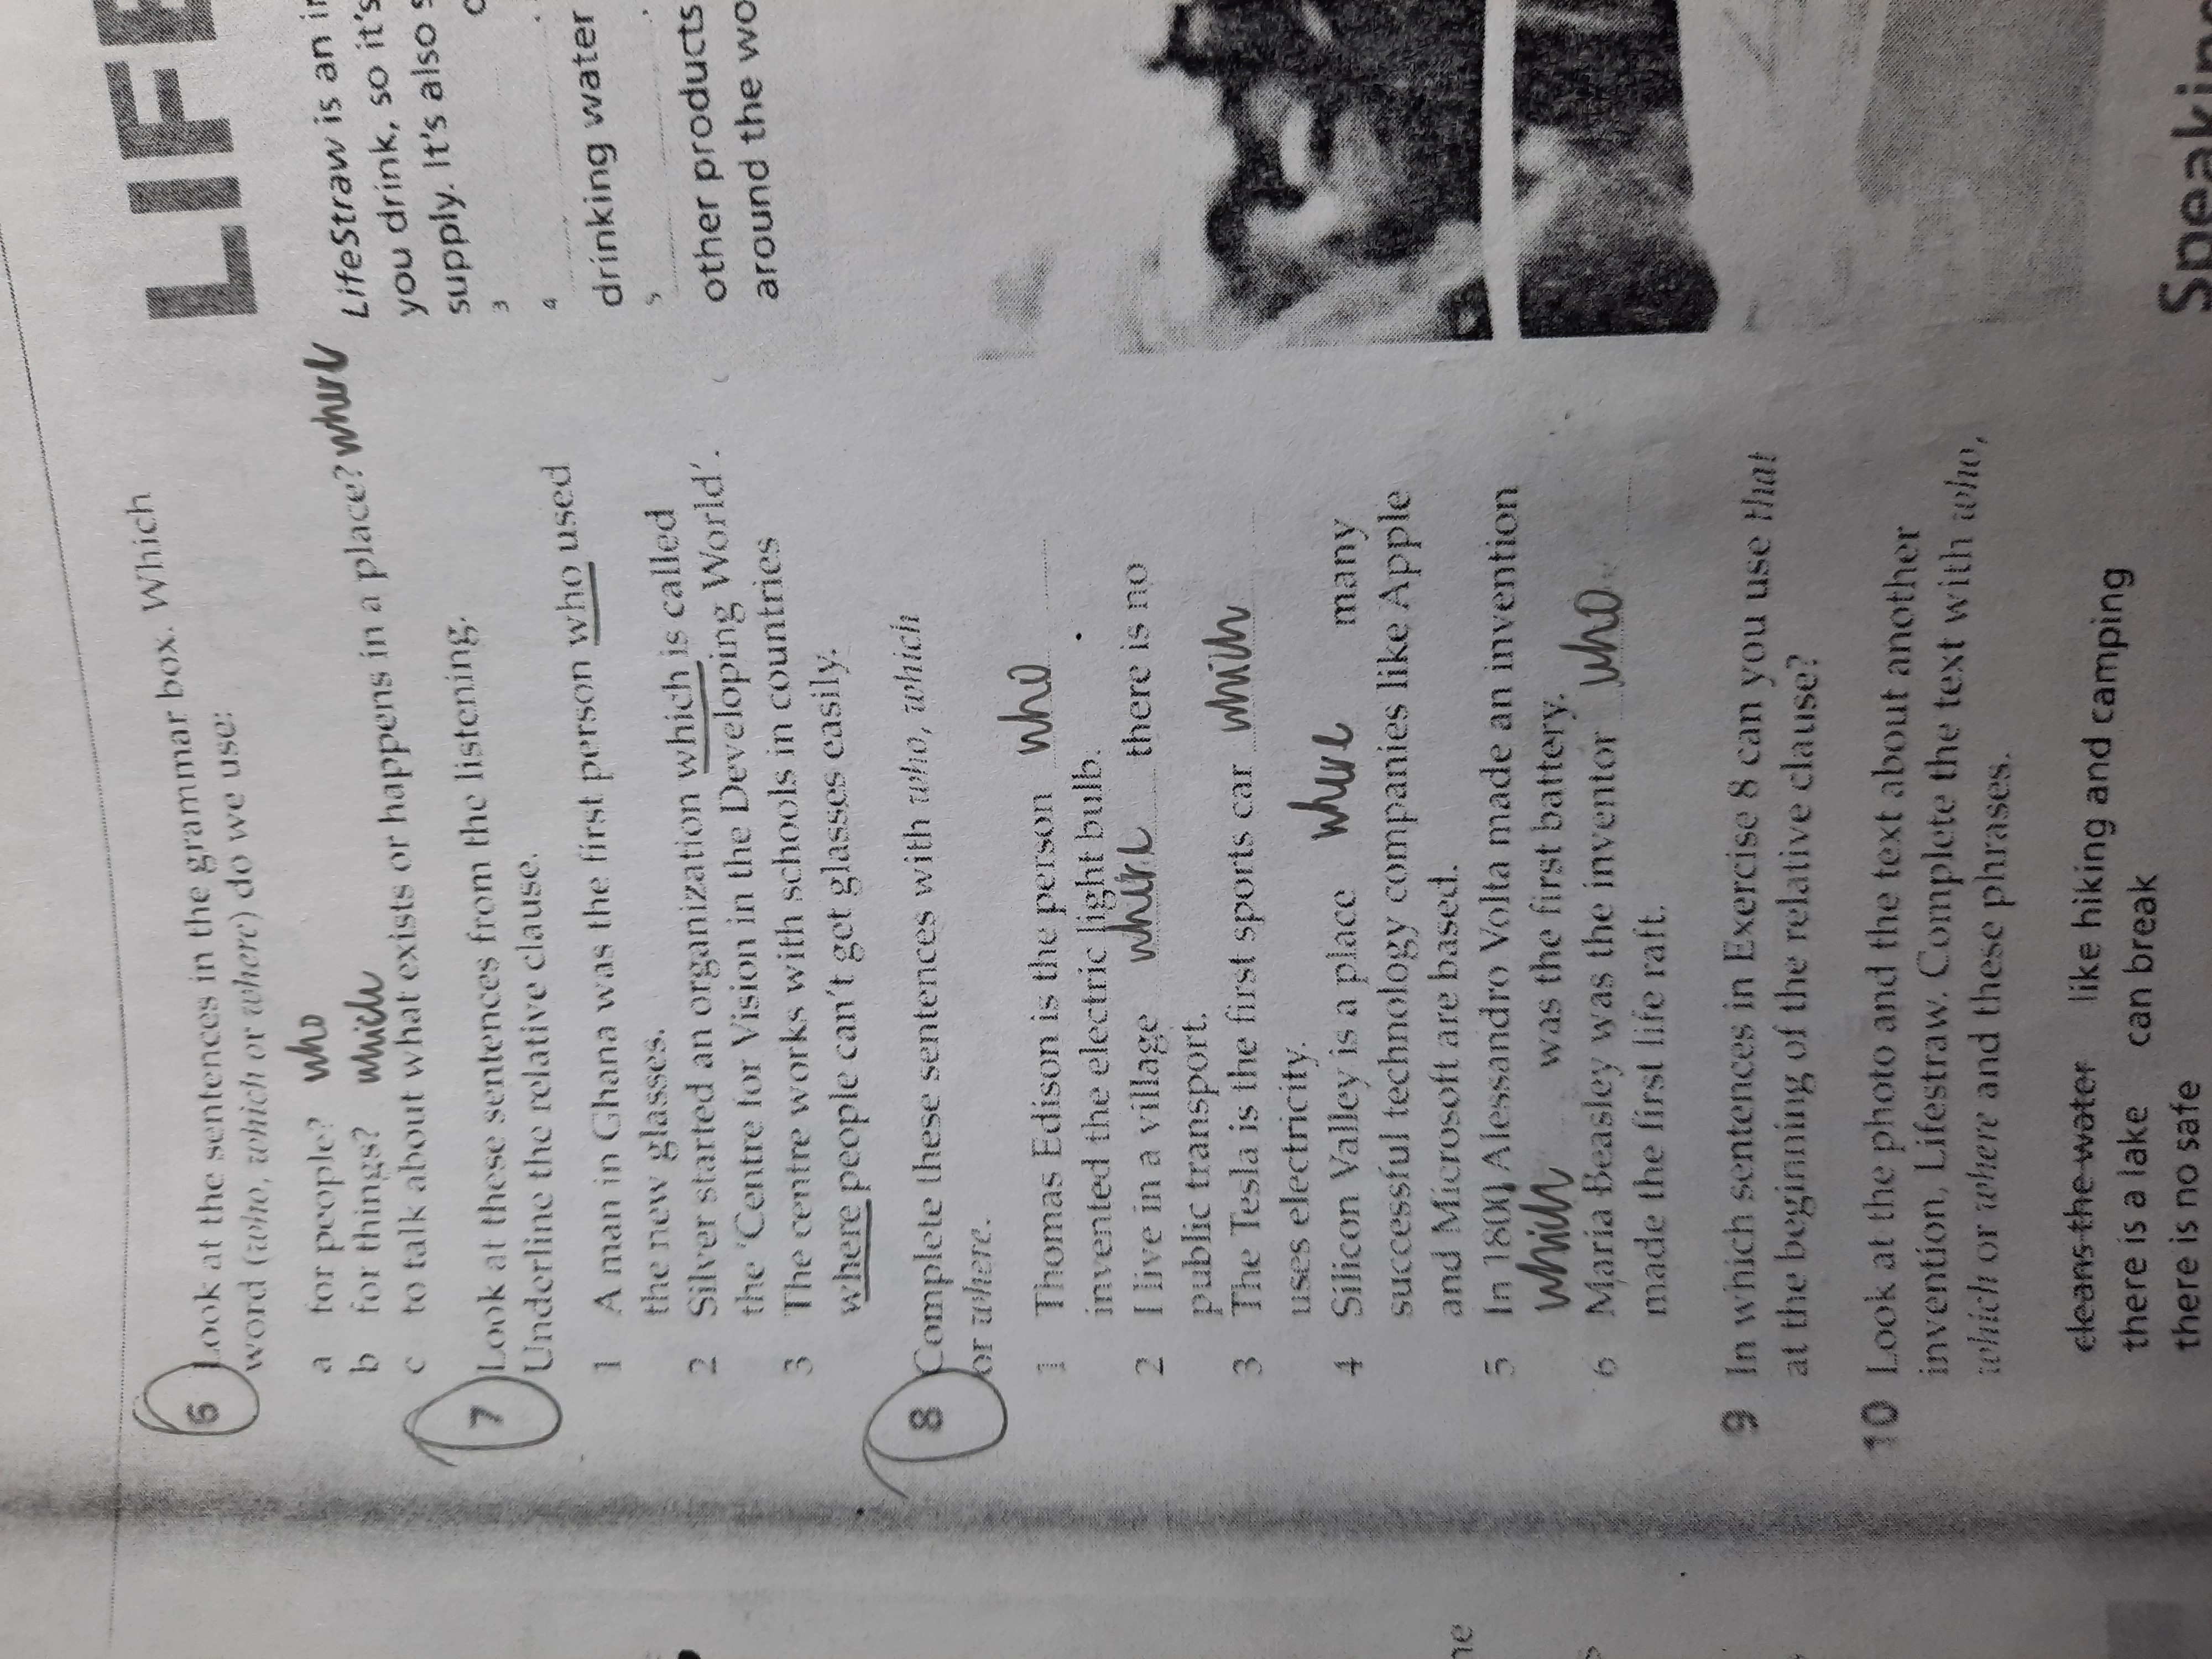 6 Look at the sentences in the grammar box. Which
word (who, which or where) do we use:
a for people? who
b for things? which
c to talk about what exists or happens in a place? where
7 Look at these sentences from the listening.
Underline the relative clause.
1 A man in Ghana was the first person who used
the new glasses.
2 Silver started an organization which is called
the 'Centre for Vision in the Developing World'.
3 The centre works with schools in countries
where people can't get glasses easily.
8 Complete these sentences with who, which
or where.
1 Thomas Edison is the person who
invented the electric light bulb.
2 I live in a village where there is no
public transport.
3 The Tesla is the first sports car which
uses electricity.
4 Silicon Valley is a place where many
successful technology companies like Apple
and Microsoft are based.
5 In 1800, Alessandro Volta made an invention
which was the first battery.
6 Maria Beasley was the inventor who
made the first life raft.
9 In which sentences in Exercise 8 can you use that
at the beginning of the relative clause?
10 Look at the photo and the text about another
invention, Lifestraw. Complete the text with who,
which or where and these phrases.
cleans the water like hiking and camping
there is a lake can break
there is no safe
LifeStraw is an
you drink, so it's
supply. It's also
3
4
drinking water
5
other products
around the